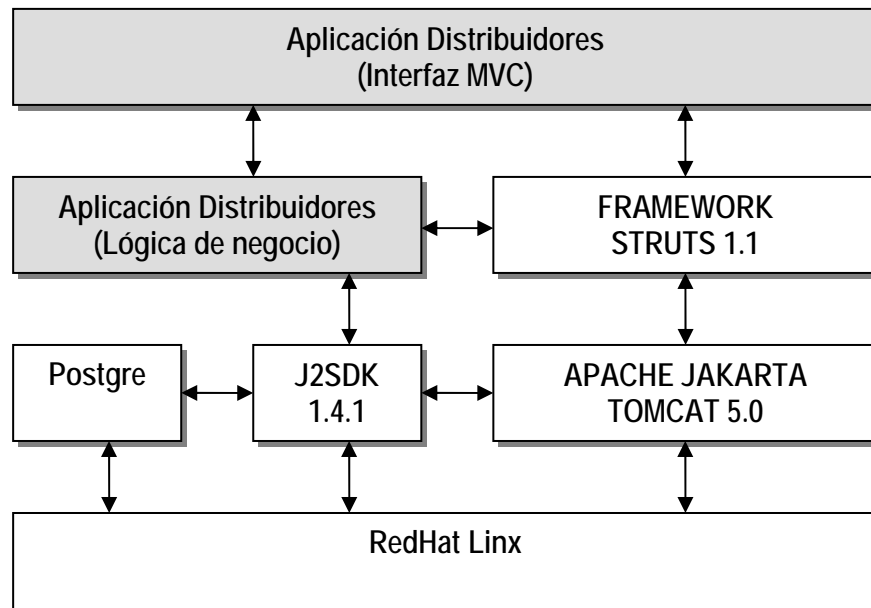 Aplicación Distribuidores
(Interfaz MVC)
Aplicación Distribuidores
(Lógica de negocio)
FRAMEWORK
STRUTS 1.1
Postgre
J2SDK
1.4.1
APACHE JAKARTA
TOMCAT 5.0
RedHat Linx